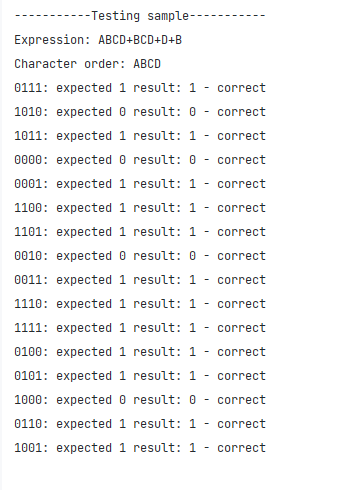 -----------Testing sample-----------
Expression: ABCD+BCD+D+B
Character order: ABCD
0111: expected 1 result: 1 - correct
1010: expected 0 result: 0 - correct
1011: expected 1 result: 1 - correct
0000: expected 0 result: 0 - correct
0001: expected 1 result: 1 - correct
1100: expected 1 result: 1 - correct
1101: expected 1 result: 1 - correct
0010: expected 0 result: 0 - correct
0011: expected 1 result: 1 - correct
1110: expected 1 result: 1 - correct
1111: expected 1 result: 1 - correct
0100: expected 1 result: 1 - correct
0101: expected 1 result: 1 - correct
1000: expected 0 result: 0 - correct
0110: expected 1 result: 1 - correct
1001: expected 1 result: 1 - correct